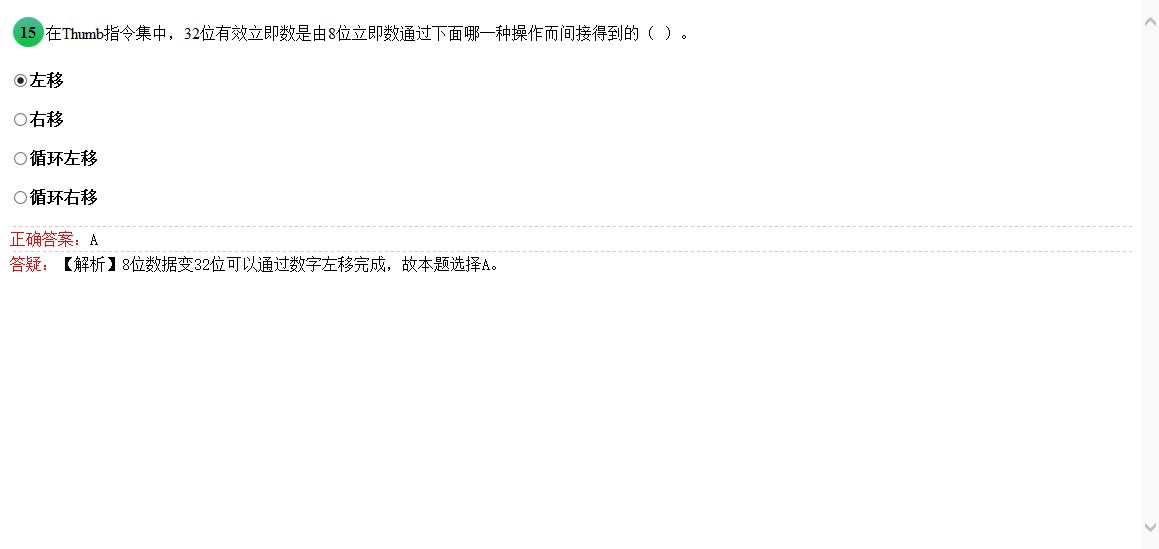 15 在Thumb指令集中，32位有效立即数是由8位立即数通过下面哪一种操作而间接得到的（ ）。
左移
右移
循环左移
循环右移
正确答案：A
答疑：【解析】8位数据变32位可以通过数字左移完成，故本题选择A。